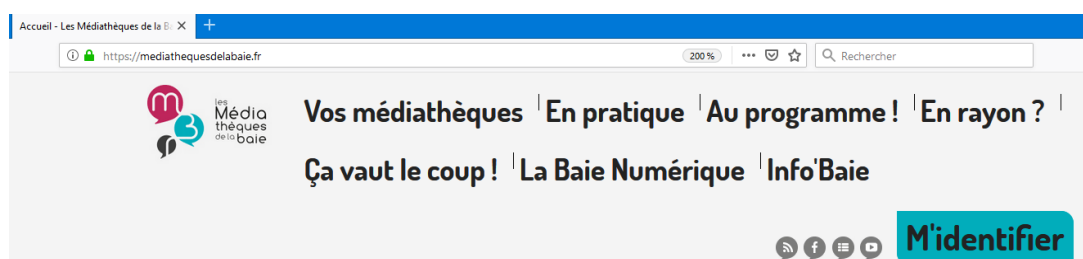 Accueil - Les Médiathèques de la B
https://mediathequesdelabaie.fr
200 %
Rechercher
les
Média
thèques
de la baie
Vos médiathèques En pratique Au programme ! En rayon ?
Ça vaut le coup ! La Baie Numérique Info'Baie
M'identifier